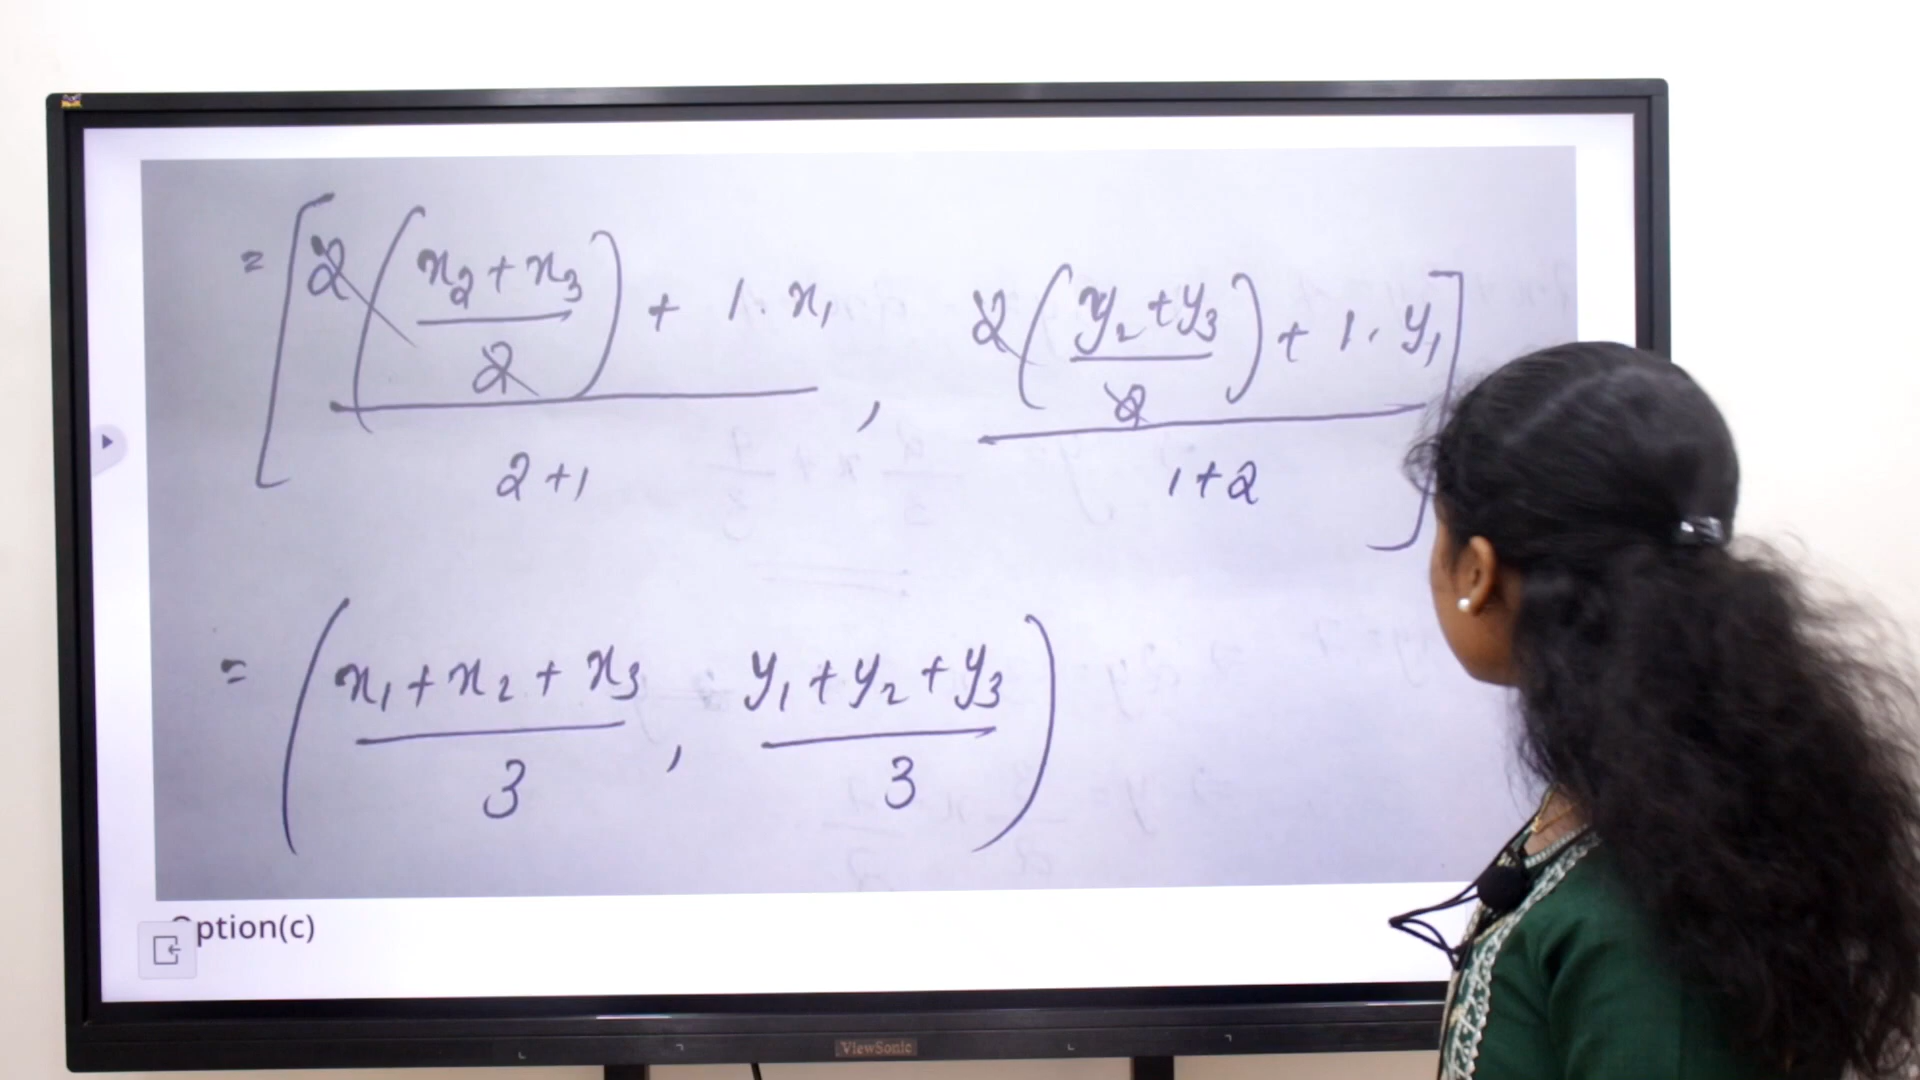 = [ 2 ( (x₂ + x₃) / 2 ) + 1 . x₁ / 2 + 1 , 2 ( (y₂ + y₃) / 2 ) + 1 . y₁ / 1 + 2 ]
= ( x₁ + x₂ + x₃ / 3 , y₁ + y₂ + y₃ / 3 )
Option(c)
ViewSonic